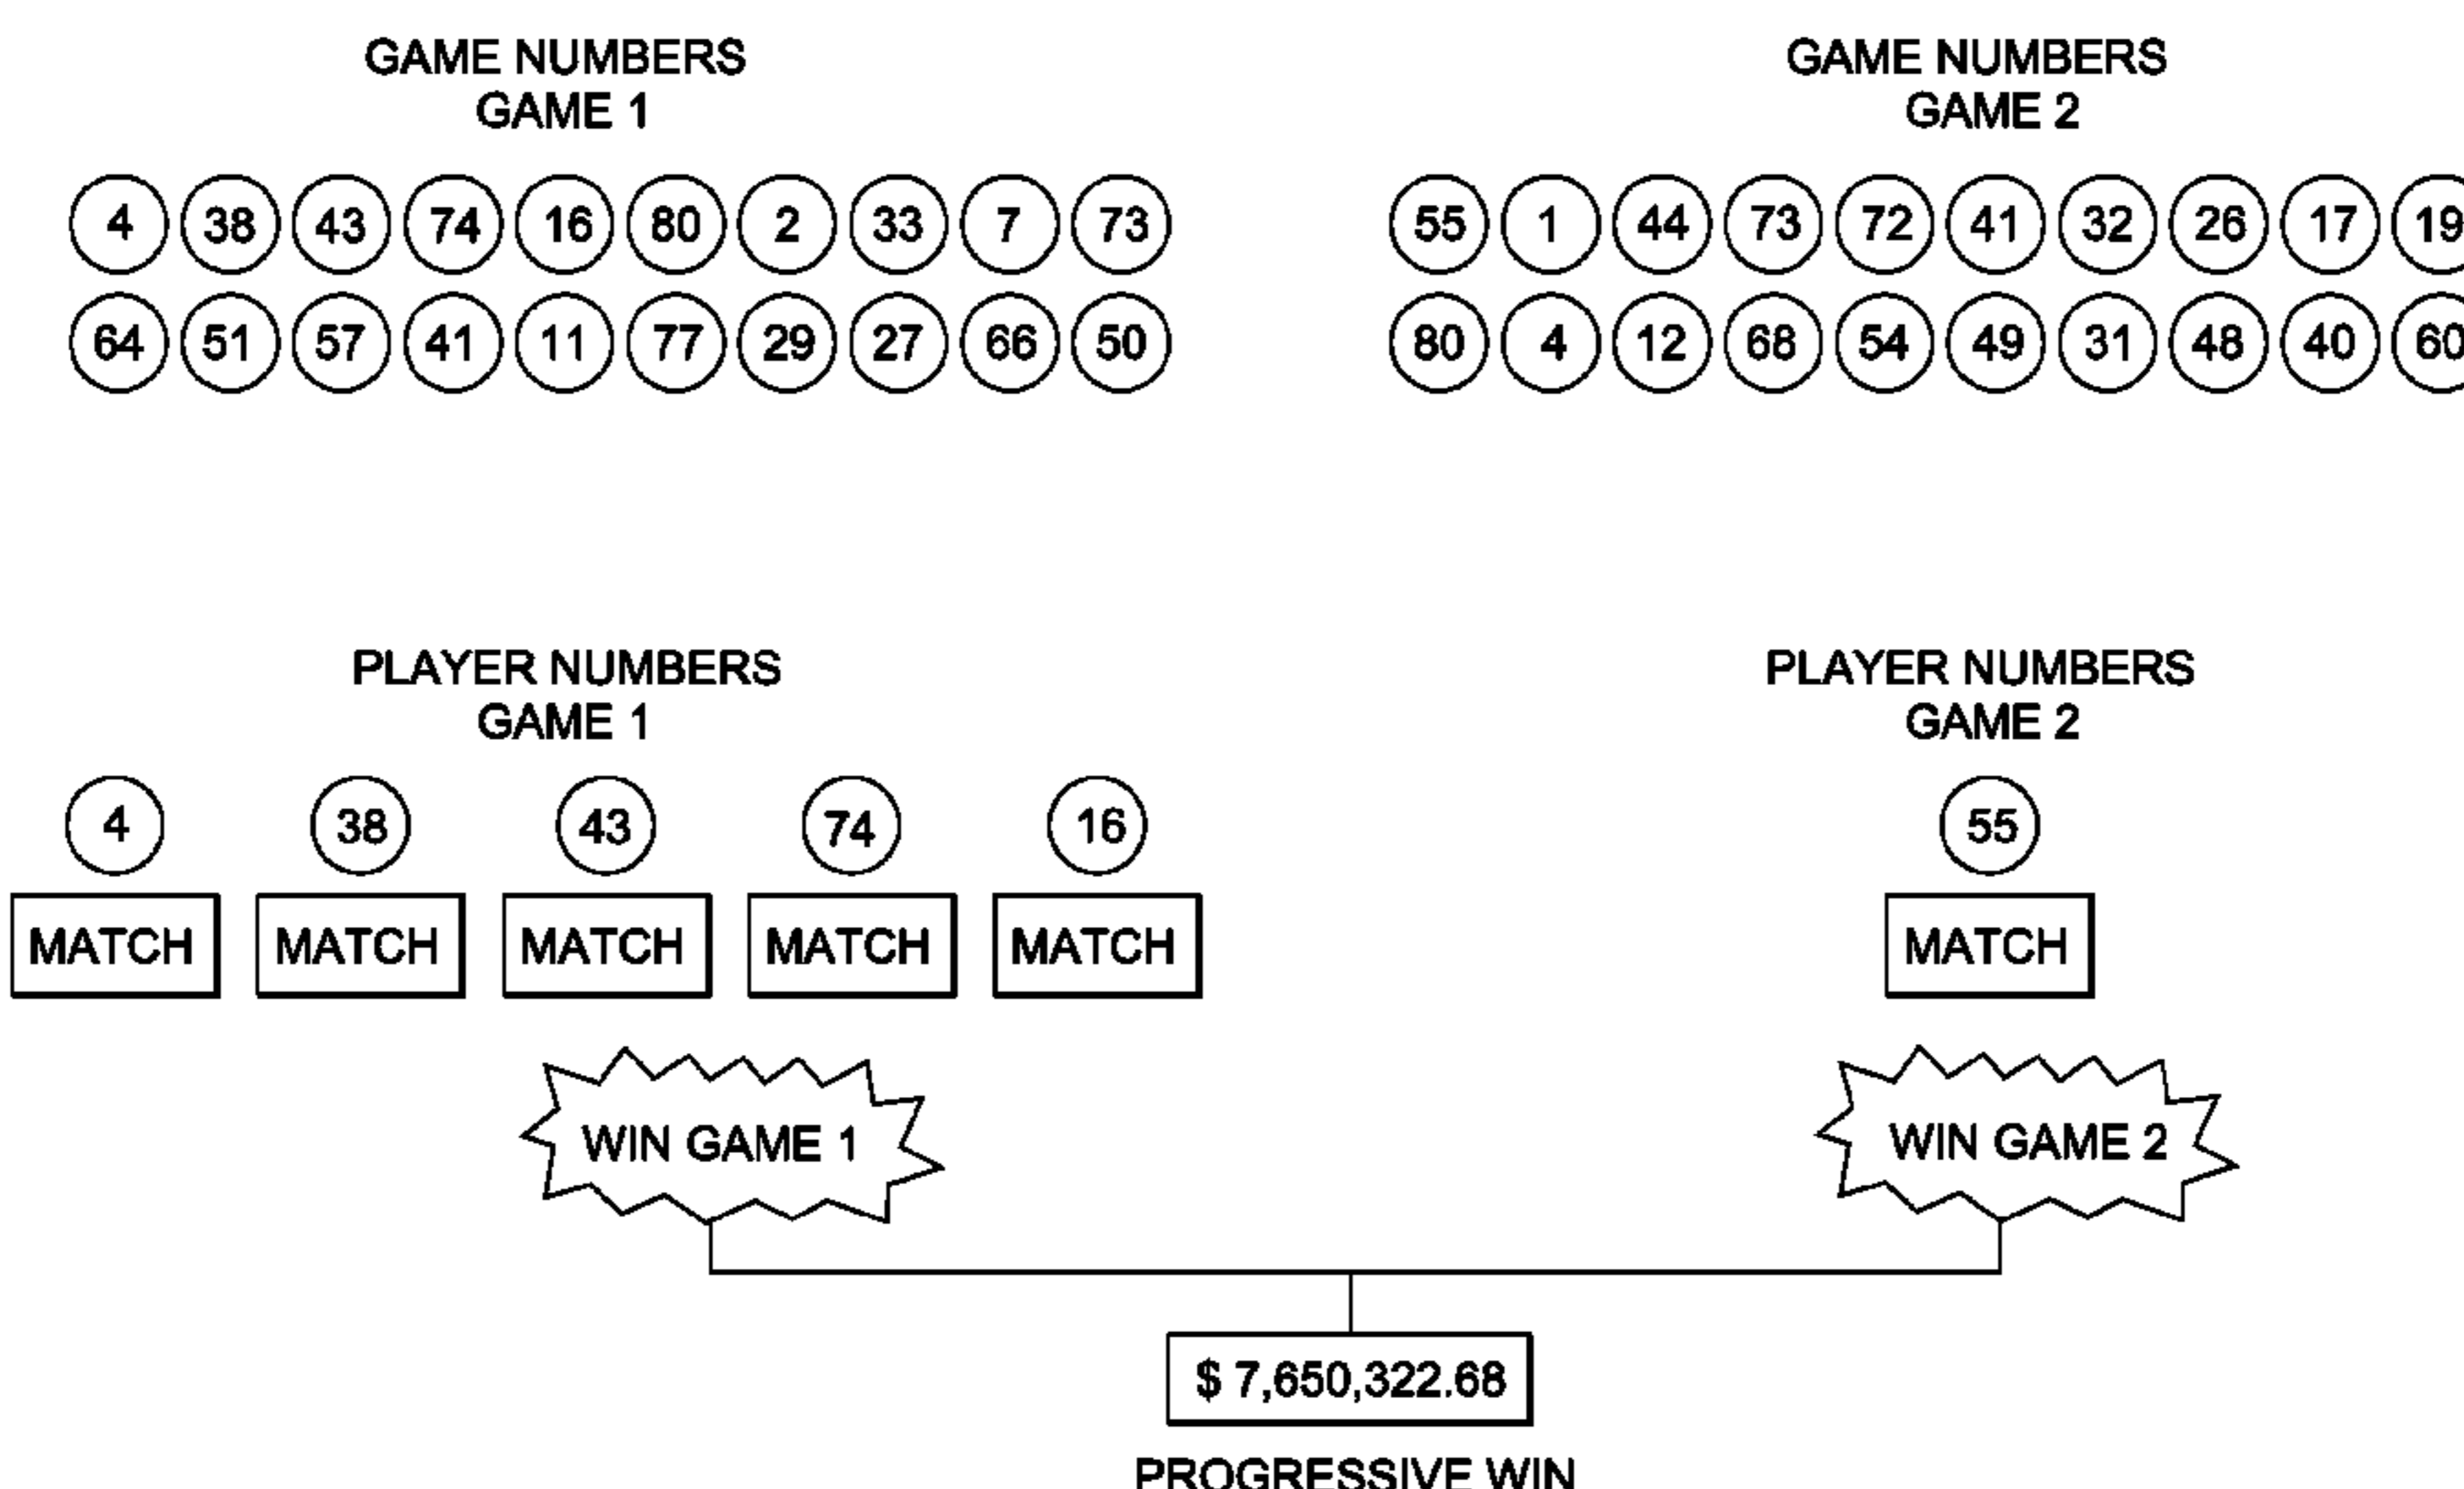 GAME NUMBERS
GAME 1
4 38 43 74 16 80 2 33 7 73
64 51 57 41 11 77 29 27 66 50
GAME NUMBERS
GAME 2
55 1 44 73 72 41 32 26 17 19
80 4 12 68 54 49 31 48 40 60
PLAYER NUMBERS
GAME 1
4 38 43 74 16
MATCH MATCH MATCH MATCH MATCH
WIN GAME 1
PLAYER NUMBERS
GAME 2
55
MATCH
WIN GAME 2
$ 7,650,322.68
PROGRESSIVE WIN